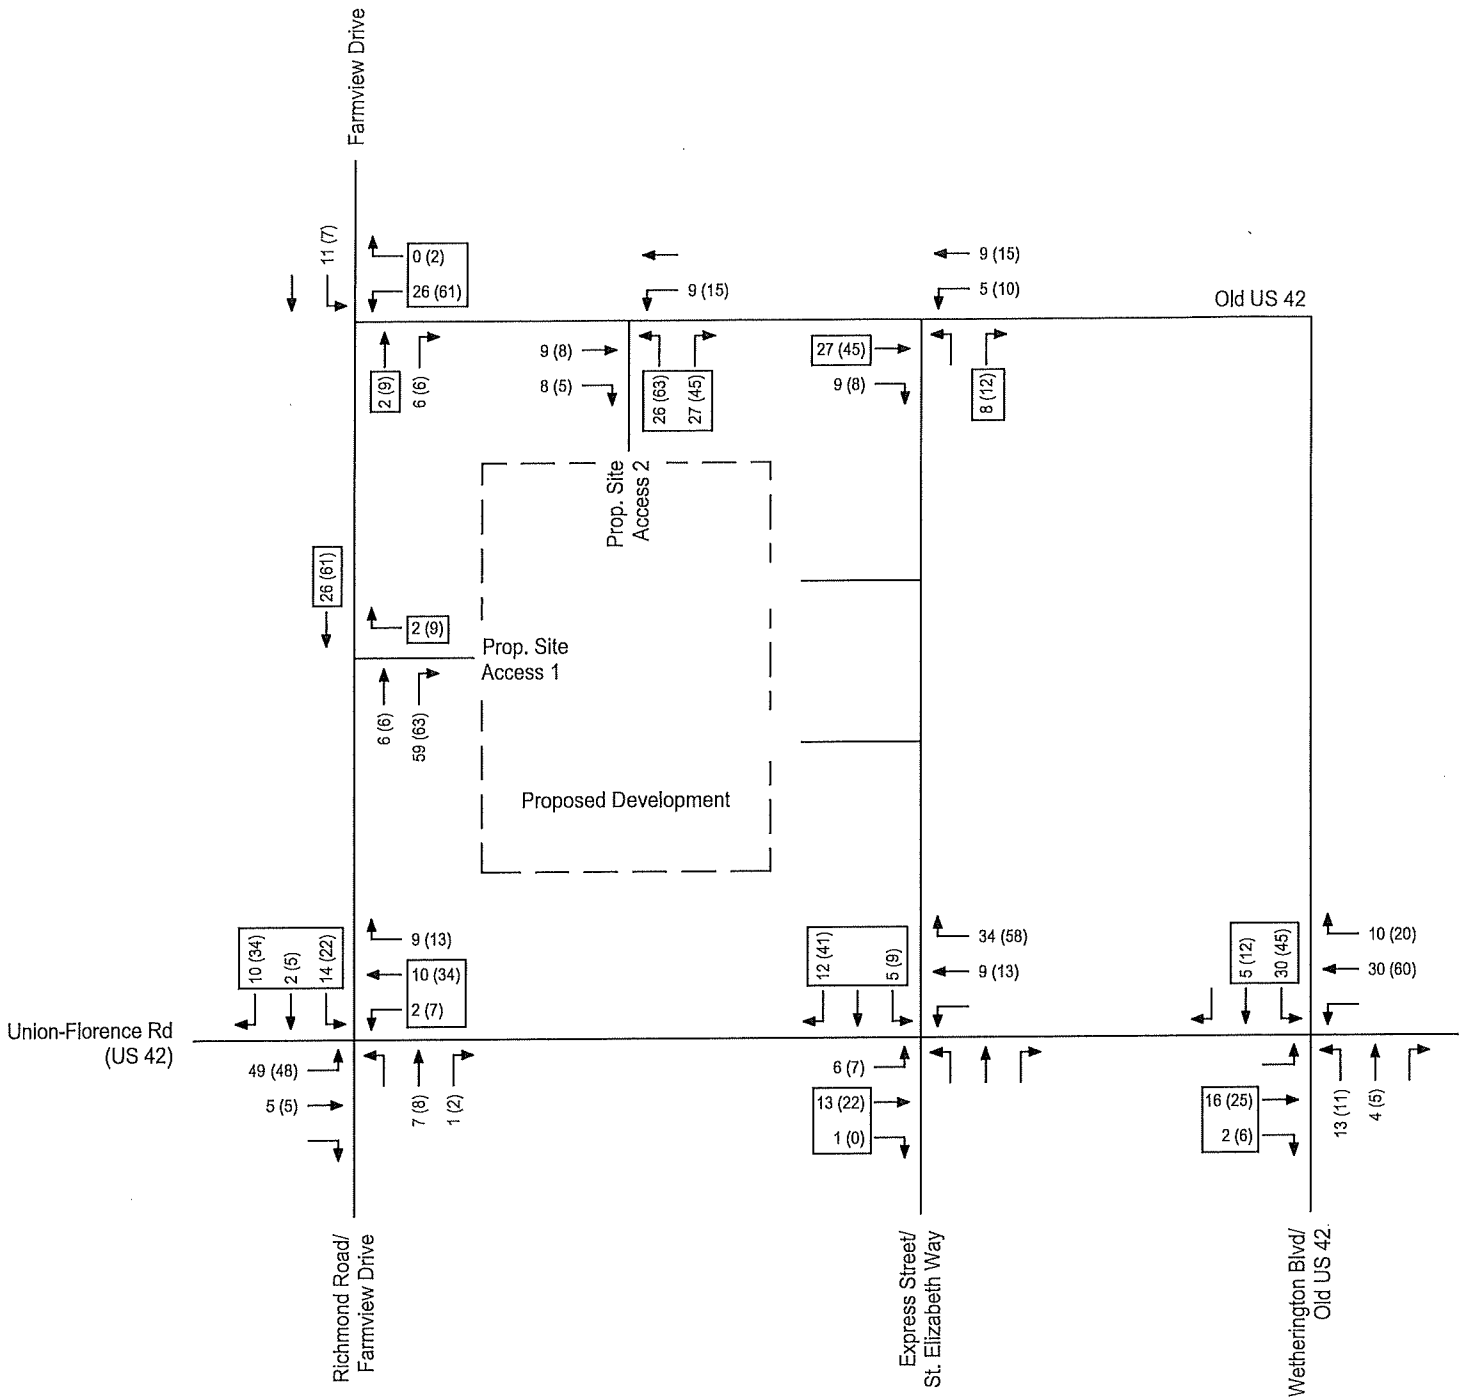 Farmview Drive
11 (7)
0 (2)
26 (61)
9 (15)
9 (15)
5 (10)
Old US 42
2 (9)
6 (6)
9 (8)
8 (5)
26 (63)
27 (45)
27 (45)
9 (8)
8 (12)
Prop. Site
Access 2
26 (61)
2 (9)
Prop. Site
Access 1
6 (6)
59 (63)
Proposed Development
10 (34)
2 (5)
14 (22)
9 (13)
10 (34)
2 (7)
12 (41)
5 (9)
34 (58)
9 (13)
5 (12)
30 (45)
10 (20)
30 (60)
Union-Florence Rd
(US 42)
49 (48)
5 (5)
7 (8)
1 (2)
6 (7)
13 (22)
1 (0)
16 (25)
2 (6)
13 (11)
4 (5)
Richmond Road/
Farmview Drive
Express Street/
St. Elizabeth Way
Wetherington Blvd/
Old US 42